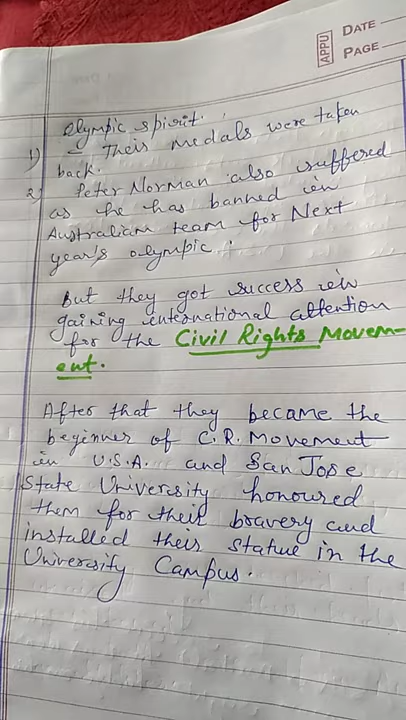 APPU
DATE
PAGE
Olympic spirit.
1) Their medals were taken
back.
2) Peter Norman also suffered
as he has banned in
Australian team for Next
year's olympic.
But they got success in
gaining international attention
for the Civil Rights Movem-
ent.
After that they became the
beginner of C.R. Movement
in U.S.A. and San Jose
State University honoured
them for their bravery and
installed their statue in the
University Campus.